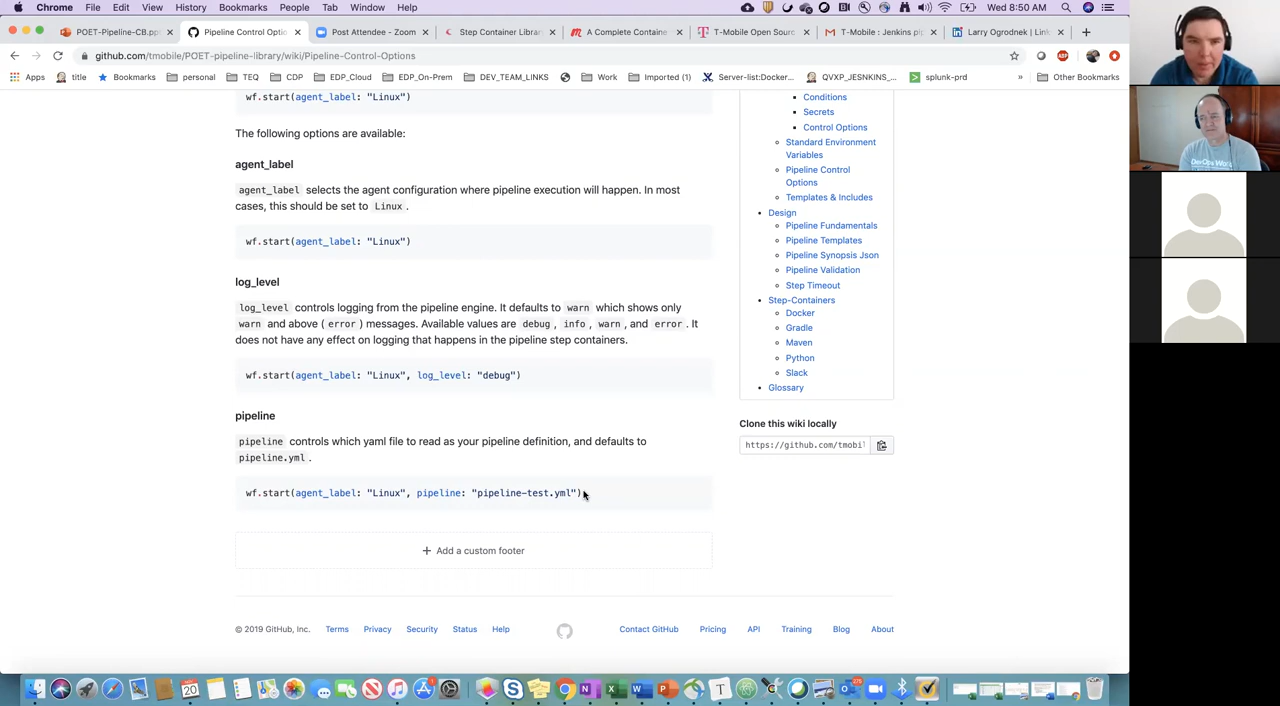 Chrome File Edit View History Bookmarks People Tab Window Help
Wed 8:50 AM
POET-Pipeline-CB.pp
Pipeline Control Optio
Post Attendee - Zoom
Step Container Library
A Complete Containe
T-Mobile Open Sourc
T-Mobile : Jenkins pl
Larry Ogrodnek | Link
github.com/tmobile/POET-pipeline-library/wiki/Pipeline-Control-Options
ABP
Apps title Bookmarks personal TEQ CDP EDP_Cloud EDP_On-Prem DEV_TEAM_LINKS Work Imported (1) Server-list:Docker... QVXP_JESNKINS_... splunk-prd » Other Bookmarks
wf.start(agent_label: "Linux")
The following options are available:
agent_label
agent_label selects the agent configuration where pipeline execution will happen. In most
cases, this should be set to Linux .
wf.start(agent_label: "Linux")
log_level
log_level controls logging from the pipeline engine. It defaults to warn which shows only
warn and above ( error ) messages. Available values are debug , info , warn , and error . It
does not have any effect on logging that happens in the pipeline step containers.
wf.start(agent_label: "Linux", log_level: "debug")
pipeline
pipeline controls which yaml file to read as your pipeline definition, and defaults to
pipeline.yml .
wf.start(agent_label: "Linux", pipeline: "pipeline-test.yml")
Add a custom footer
Conditions
Secrets
Control Options
Standard Environment
Variables
Pipeline Control
Options
Templates & Includes
Design
Pipeline Fundamentals
Pipeline Templates
Pipeline Synopsis Json
Pipeline Validation
Step Timeout
Step-Containers
Docker
Gradle
Maven
Python
Slack
Glossary
Clone this wiki locally
https://github.com/tmobil
© 2019 GitHub, Inc. Terms Privacy Security Status Help
Contact GitHub Pricing API Training Blog About
DevOps Worl